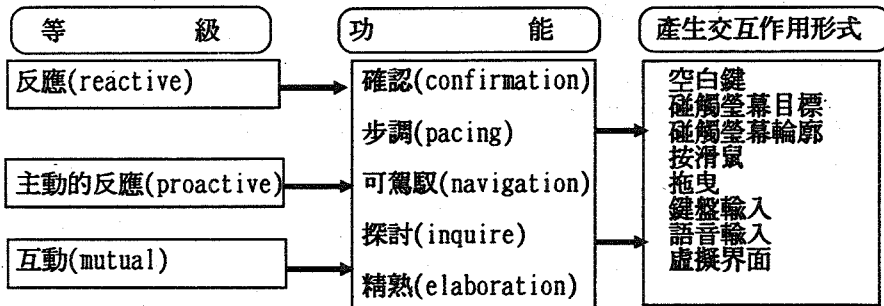 等 級
反應(reactive)
主動的反應(proactive)
互動(mutual)
功 能
確認(confirmation)
步調(pacing)
可駕馭(navigation)
探討(inquire)
精熟(elaboration)
產生交互作用形式
空白鍵
碰觸瑩幕目標
碰觸瑩幕輪廓
按滑鼠
拖曳
鍵盤輸入
語音輸入
虛擬界面